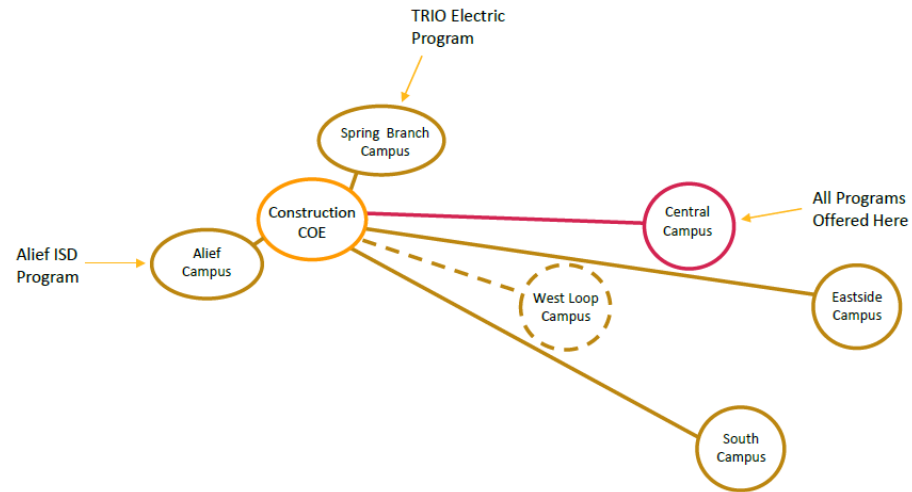 TRIO Electric
Program
Spring Branch
Campus
Construction
COE
Central
Campus
All Programs
Offered Here
Alief ISD
Program
Alief
Campus
West Loop
Campus
Eastside
Campus
South
Campus